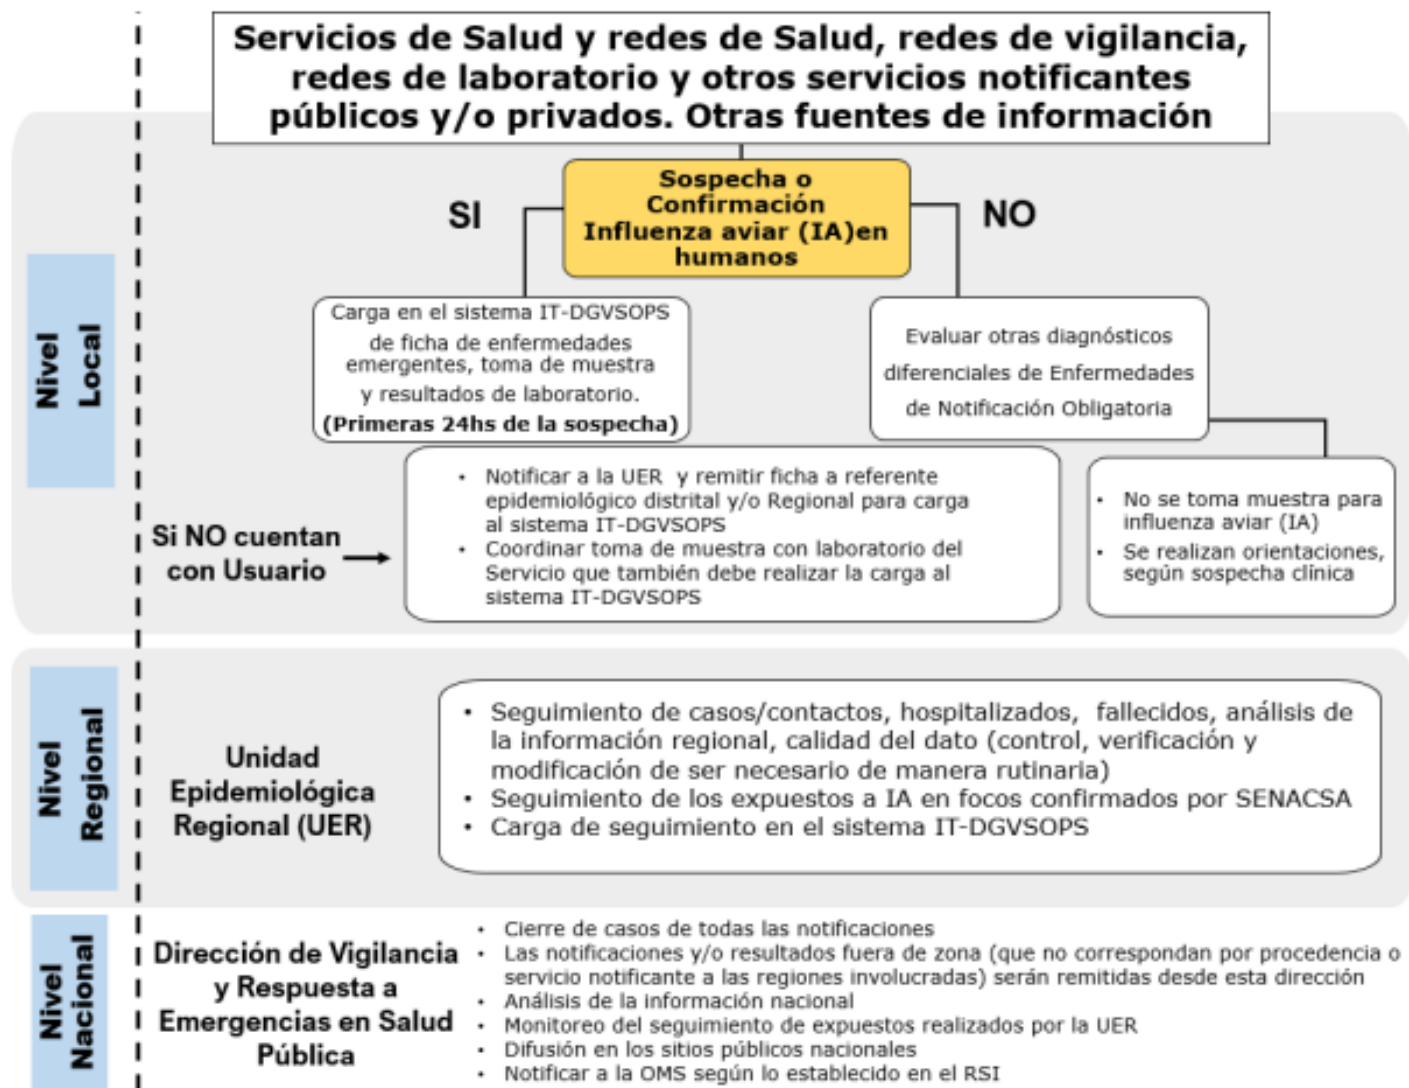 Servicios de Salud y redes de Salud, redes de vigilancia,
redes de laboratorio y otros servicios notificantes
públicos y/o privados. Otras fuentes de información
Sospecha o
Confirmación
Influenza aviar (IA)en
humanos
SI
NO
Nivel
Local
Carga en el sistema IT-DGVSOPS
de ficha de enfermedades
emergentes, toma de muestra
y resultados de laboratorio.
(Primeras 24hs de la sospecha)
Evaluar otras diagnósticos
diferenciales de Enfermedades
de Notificación Obligatoria
Si NO cuentan
con Usuario
• Notificar a la UER y remitir ficha a referente
epidemiológico distrital y/o Regional para carga
al sistema IT-DGVSOPS
• Coordinar toma de muestra con laboratorio del
Servicio que también debe realizar la carga al
sistema IT-DGVSOPS
• No se toma muestra para
influenza aviar (IA)
• Se realizan orientaciones,
según sospecha clínica
Nivel
Regional
Unidad
Epidemiológica
Regional (UER)
• Seguimiento de casos/contactos, hospitalizados, fallecidos, análisis de
la información regional, calidad del dato (control, verificación y
modificación de ser necesario de manera rutinaria)
• Seguimiento de los expuestos a IA en focos confirmados por SENACSA
• Carga de seguimiento en el sistema IT-DGVSOPS
Nivel
Nacional
Dirección de Vigilancia
y Respuesta a
Emergencias en Salud
Pública
• Cierre de casos de todas las notificaciones
• Las notificaciones y/o resultados fuera de zona (que no correspondan por procedencia o
servicio notificante a las regiones involucradas) serán remitidas desde esta dirección
• Análisis de la información nacional
• Monitoreo del seguimiento de expuestos realizados por la UER
• Difusión en los sitios públicos nacionales
• Notificar a la OMS según lo establecido en el RSI